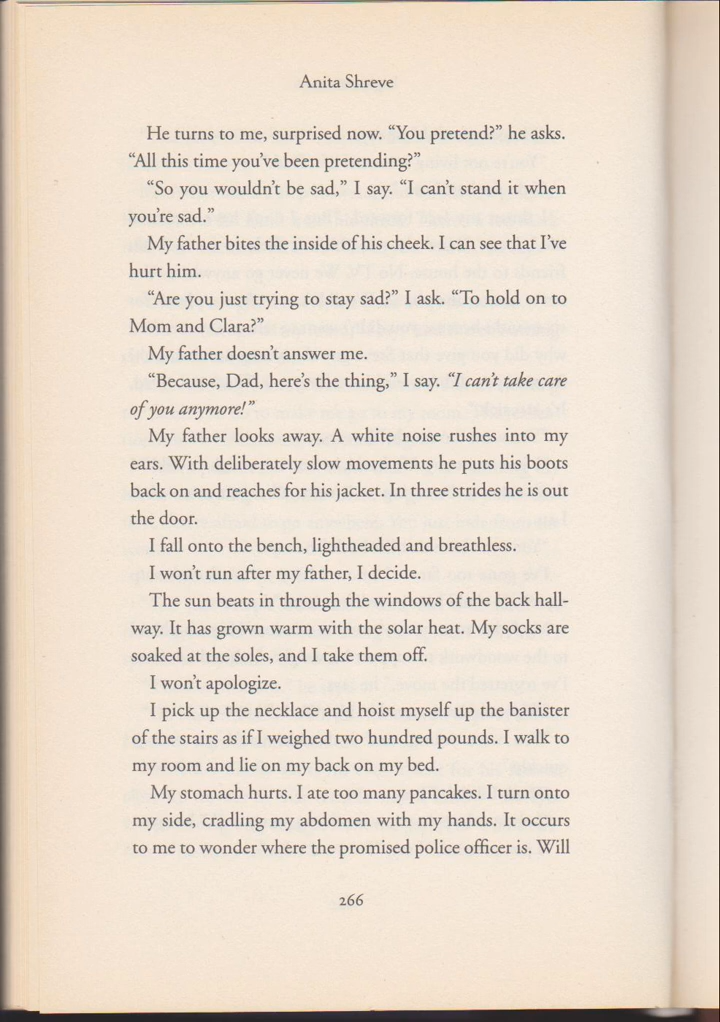 Anita Shreve
He turns to me, surprised now. “You pretend?” he asks.
“All this time you’ve been pretending?”
“So you wouldn’t be sad,” I say. “I can’t stand it when
you’re sad.”
My father bites the inside of his cheek. I can see that I’ve
hurt him.
“Are you just trying to stay sad?” I ask. “To hold on to
Mom and Clara?”
My father doesn’t answer me.
“Because, Dad, here’s the thing,” I say. “I can’t take care
of you anymore!”
My father looks away. A white noise rushes into my
ears. With deliberately slow movements he puts his boots
back on and reaches for his jacket. In three strides he is out
the door.
I fall onto the bench, lightheaded and breathless.
I won’t run after my father, I decide.
The sun beats in through the windows of the back hall-
way. It has grown warm with the solar heat. My socks are
soaked at the soles, and I take them off.
I won’t apologize.
I pick up the necklace and hoist myself up the banister
of the stairs as if I weighed two hundred pounds. I walk to
my room and lie on my back on my bed.
My stomach hurts. I ate too many pancakes. I turn onto
my side, cradling my abdomen with my hands. It occurs
to me to wonder where the promised police officer is. Will
266